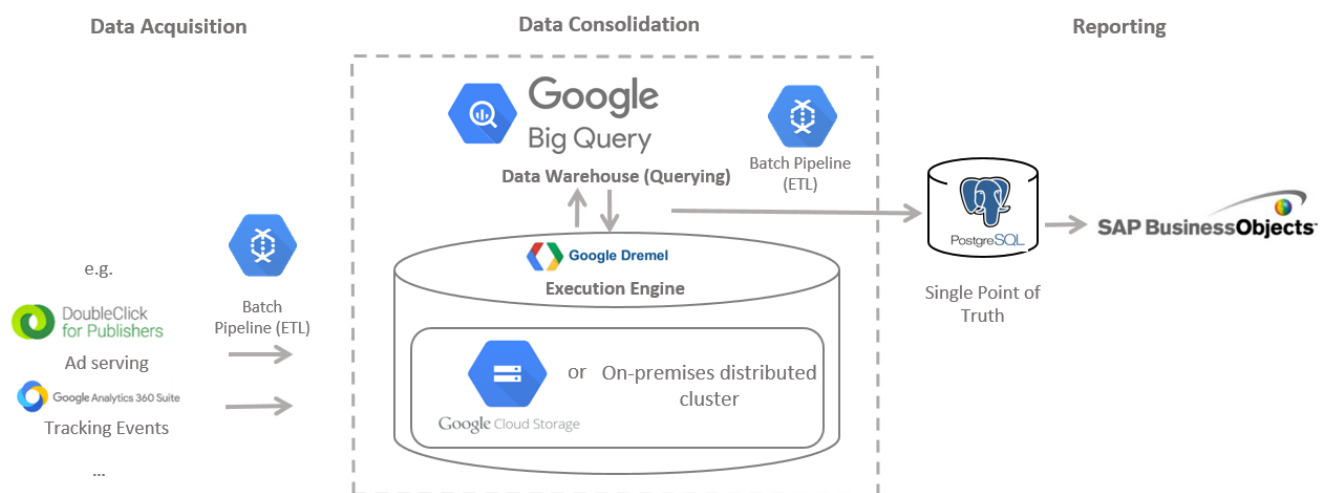 Data Acquisition
Data Consolidation
Reporting
Google
Big Query
Data Warehouse (Querying)
Batch Pipeline
(ETL)
e.g.
DoubleClick
for Publishers
Ad serving
Google Analytics 360 Suite
Tracking Events
...
Batch
Pipeline (ETL)
Google Dremel
Execution Engine
Google Cloud Storage
or
On-premises distributed
cluster
PostgreSQL
Single Point of
Truth
SAP BusinessObjects